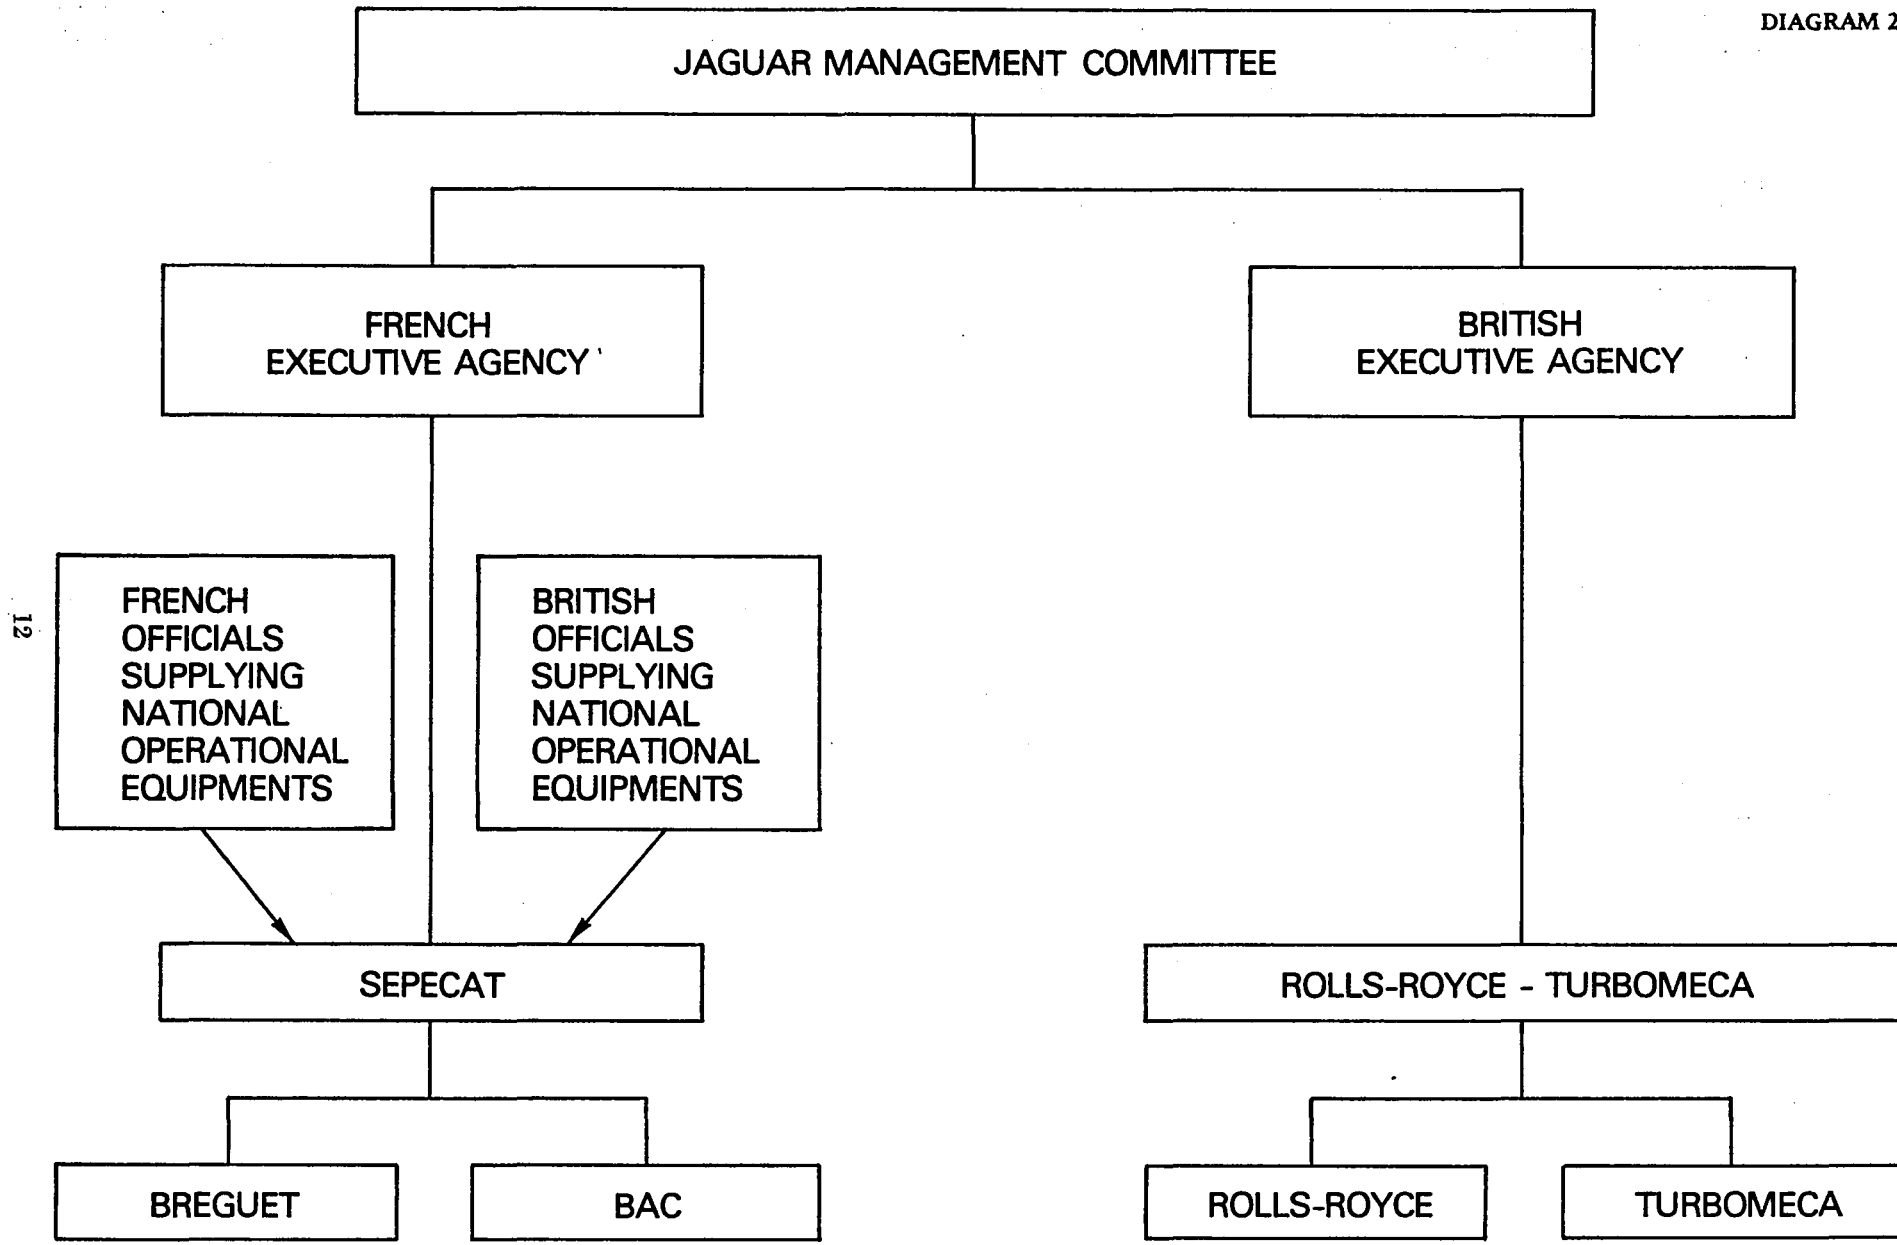 DIAGRAM 2
JAGUAR MANAGEMENT COMMITTEE
FRENCH
EXECUTIVE AGENCY
BRITISH
EXECUTIVE AGENCY
FRENCH
OFFICIALS
SUPPLYING
NATIONAL
OPERATIONAL
EQUIPMENTS
BRITISH
OFFICIALS
SUPPLYING
NATIONAL
OPERATIONAL
EQUIPMENTS
12
SEPECAT
ROLLS-ROYCE - TURBOMECA
BREGUET
BAC
ROLLS-ROYCE
TURBOMECA